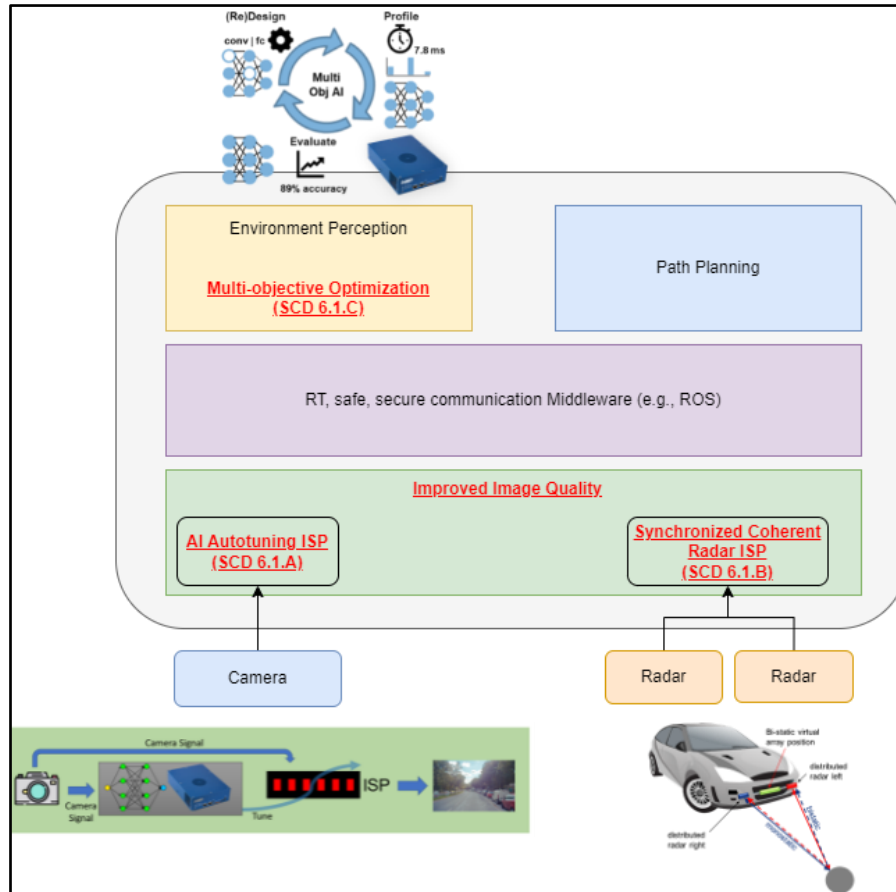 (Re)Design
Profile
conv | fc
7.8 ms
Multi
Obj AI
Evaluate
89% accuracy
Environment Perception
Multi-objective Optimization
(SCD 6.1.C)
Path Planning
RT, safe, secure communication Middleware (e.g., ROS)
Improved Image Quality
AI Autotuning ISP
(SCD 6.1.A)
Synchronized Coherent
Radar ISP
(SCD 6.1.B)
Camera
Radar
Radar
Camera Signal
Camera
Signal
Tune
ISP
Bi-static virtual
array position
distributed
radar left
distributed
radar right
monostatic
bistatic